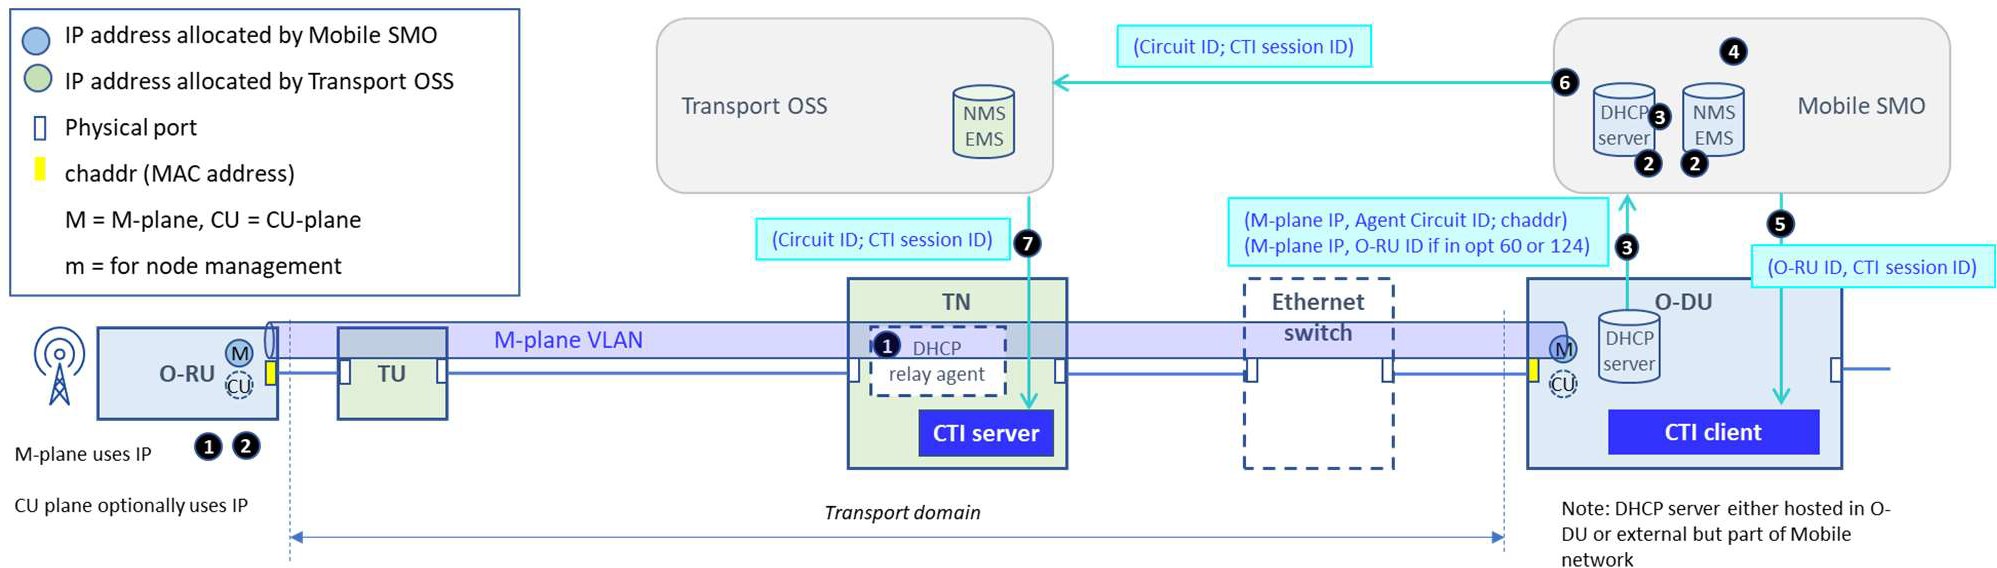 IP address allocated by Mobile SMO
IP address allocated by Transport OSS
Physical port
chaddr (MAC address)
M = M-plane, CU = CU-plane
m = for node management
Transport OSS
NMS
EMS
(Circuit ID; CTI session ID)
6
4
DHCP
server
3
NMS
EMS
2
2
Mobile SMO
(Circuit ID; CTI session ID)
7
(M-plane IP, Agent Circuit ID; chaddr)
(M-plane IP, O-RU ID if in opt 60 or 124)
3
5
(O-RU ID, CTI session ID)
O-RU
M
CU
M-plane VLAN
TU
TN
1
DHCP
relay agent
CTI server
Ethernet
switch
O-DU
M
CU
DHCP
server
CTI client
M-plane uses IP
1
2
CU plane optionally uses IP
Transport domain
Note: DHCP server either hosted in O-
DU or external but part of Mobile
network